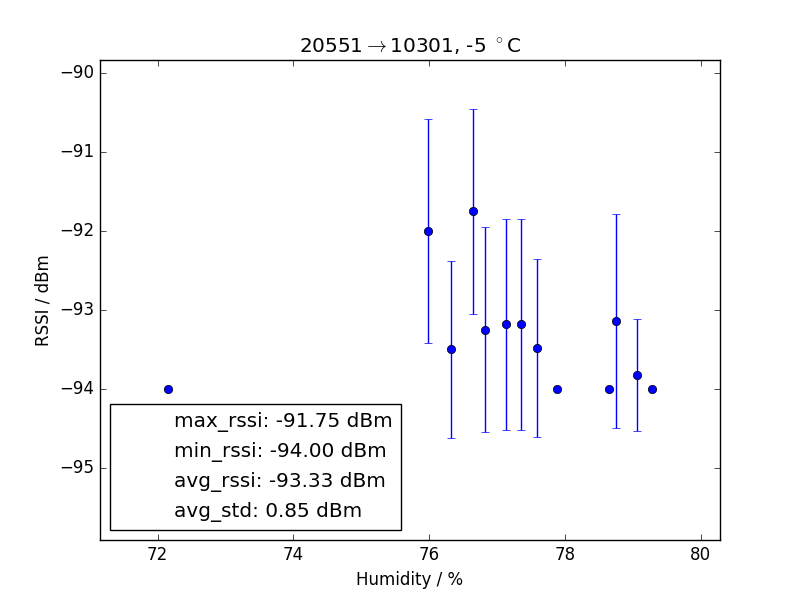 20551→10301, -5 °C
−90
−91
−92
−93
−94
−95
RSSI / dBm
max_rssi: -91.75 dBm
min_rssi: -94.00 dBm
avg_rssi: -93.33 dBm
avg_std: 0.85 dBm
72 74 76 78 80
Humidity / %